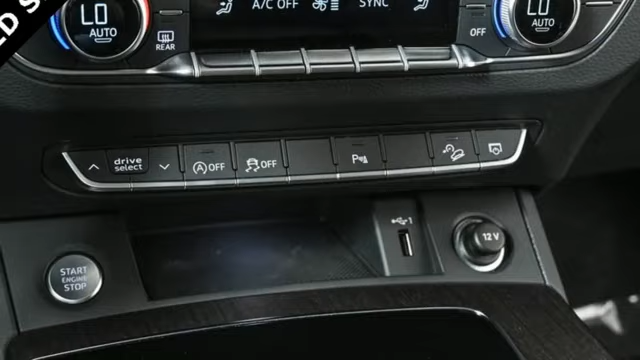 LO
AUTO
A/C OFF
SYNC
LO
AUTO
REAR
OFF
drive
select
OFF
OFF
P
1
12 V
START
ENGINE
STOP